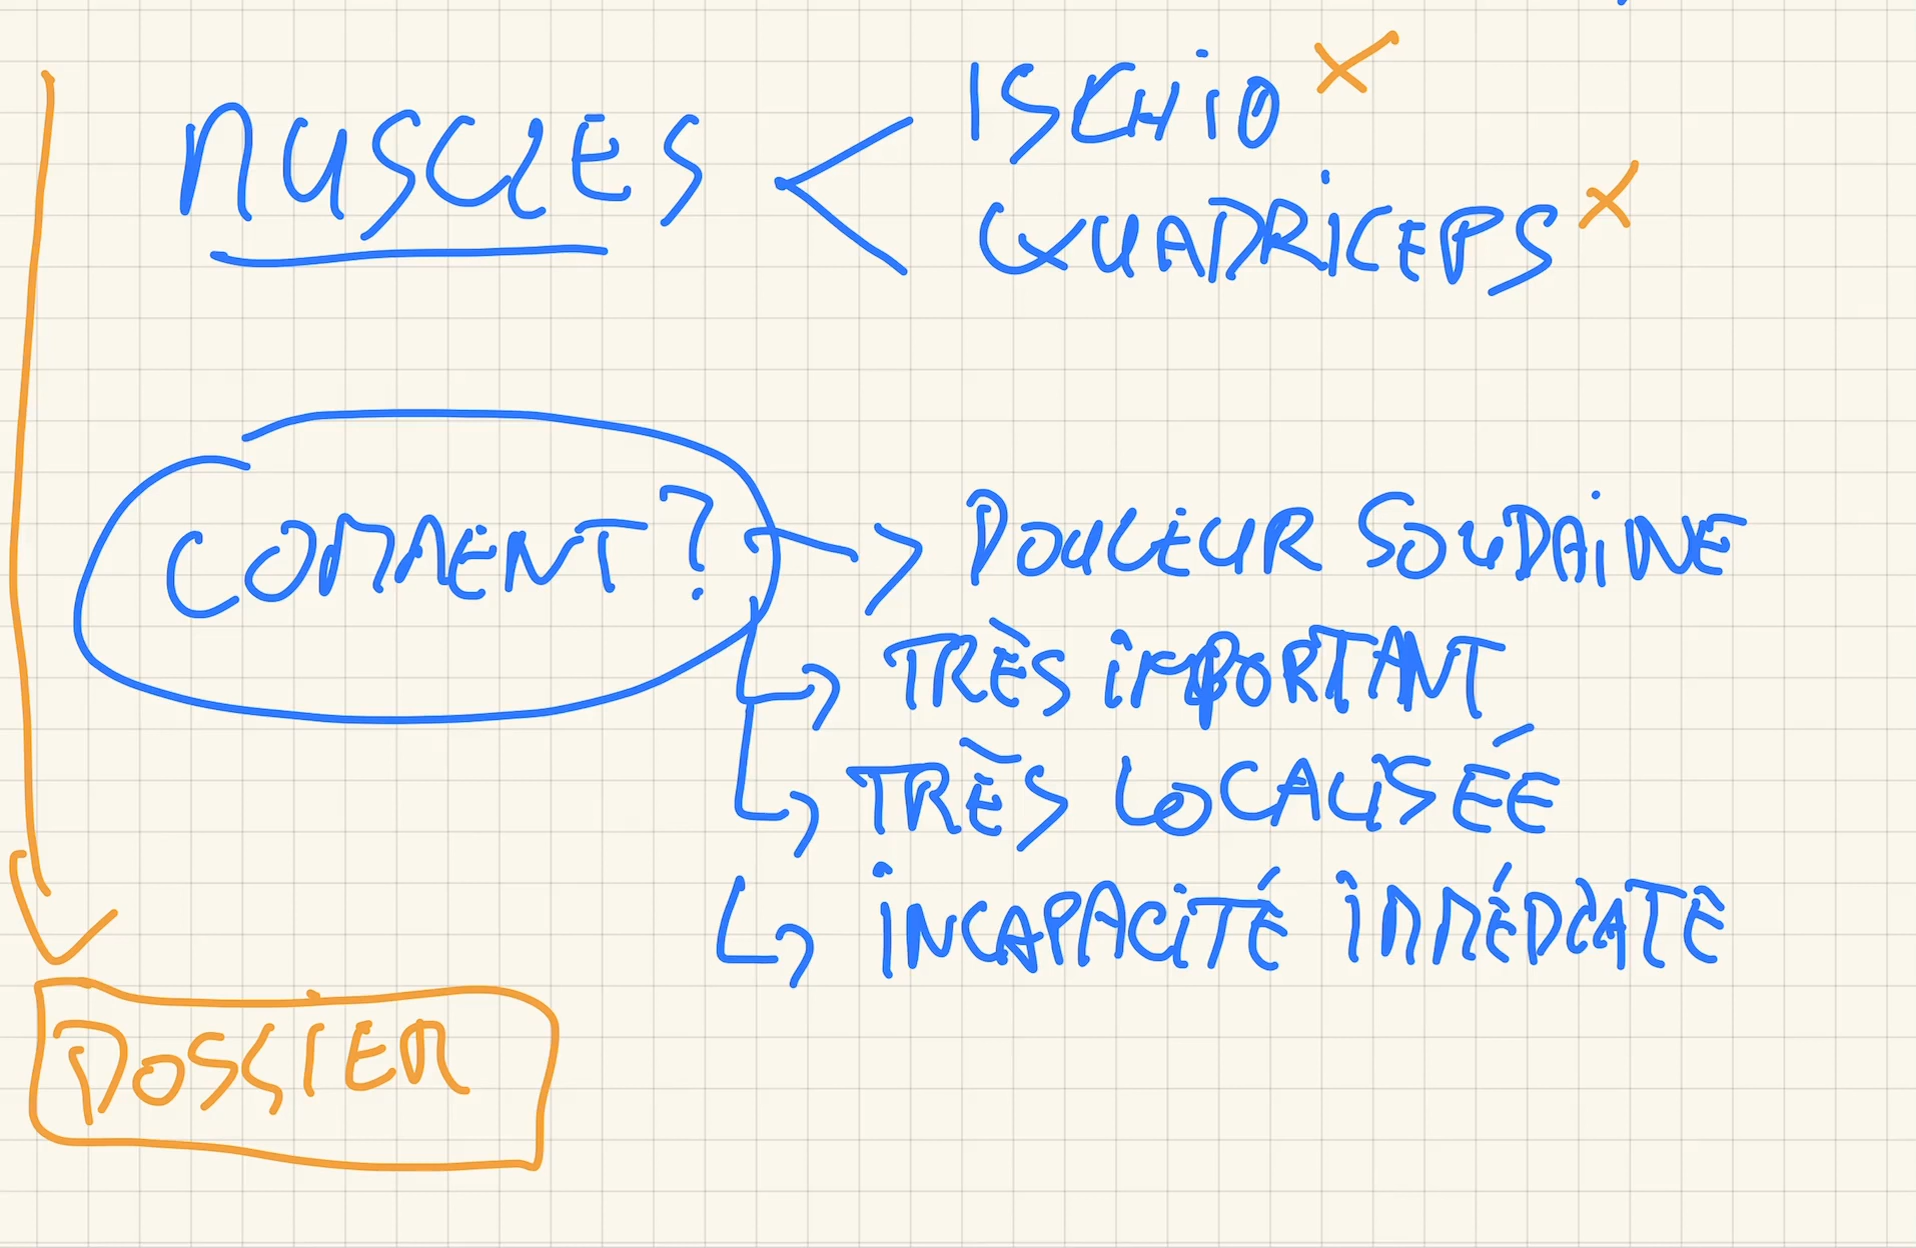 ISCHIO
MUSCLES
QUADRICEPS
COMMENT ? DOULEUR SOUDAINE
TRÈS IMPORTANT
TRÈS LOCALISÉE
INCAPACITÉ IMMÉDIATE
DOSSIER